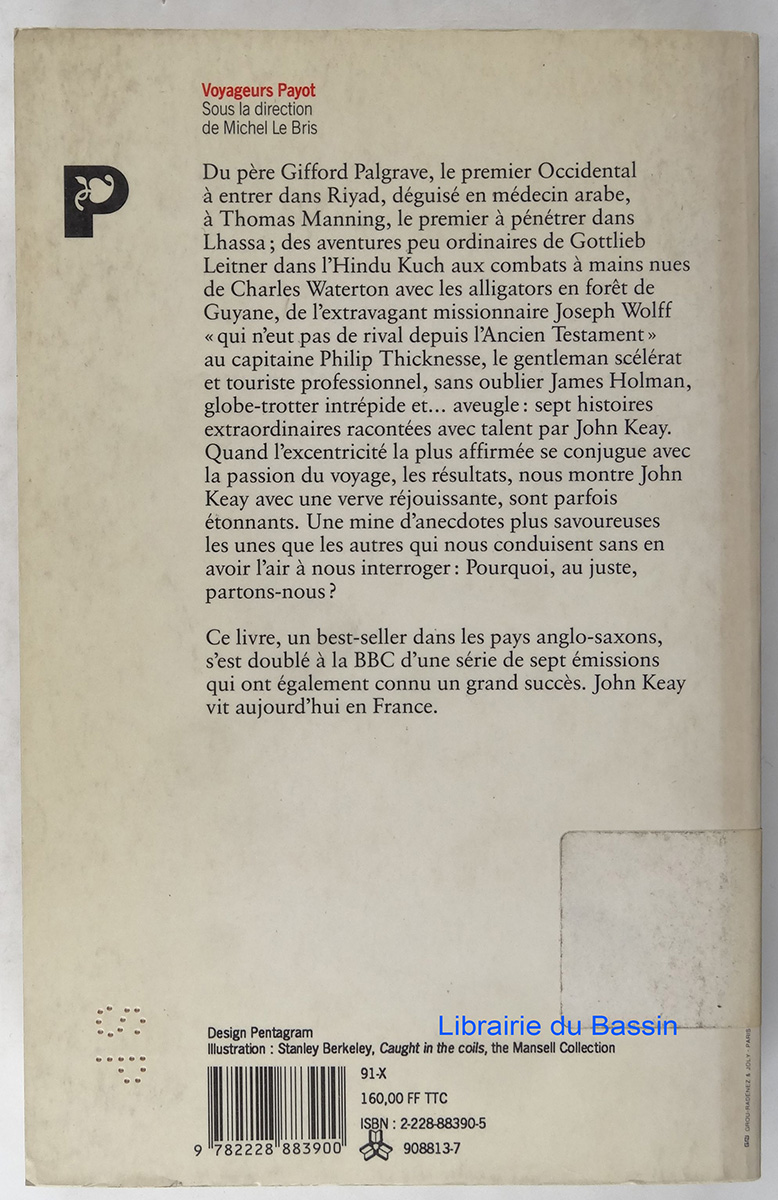 Voyageurs Payot
Sous la direction
de Michel Le Bris
P
Du père Gifford Palgrave, le premier Occidental
à entrer dans Riyad, déguisé en médecin arabe,
à Thomas Manning, le premier à pénétrer dans
Lhassa ; des aventures peu ordinaires de Gottlieb
Leitner dans l'Hindu Kuch aux combats à mains nues
de Charles Waterton avec les alligators en forêt de
Guyane, de l'extravagant missionnaire Joseph Wolff
« qui n'eut pas de rival depuis l'Ancien Testament »
au capitaine Philip Thicknesse, le gentleman scélérat
et touriste professionnel, sans oublier James Holman,
globe-trotter intrépide et... aveugle : sept histoires
extraordinaires racontées avec talent par John Keay.
Quand l'excentricité la plus affirmée se conjugue avec
la passion du voyage, les résultats, nous montre John
Keay avec une verve réjouissante, sont parfois
étonnants. Une mine d'anecdotes plus savoureuses
les unes que les autres qui nous conduisent sans en
avoir l'air à nous interroger : Pourquoi, au juste,
partons-nous ?
Ce livre, un best-seller dans les pays anglo-saxons,
s'est doublé à la BBC d'une série de sept émissions
qui ont également connu un grand succès. John Keay
vit aujourd'hui en France.
Librairie du Bassin
Design Pentagram
Illustration : Stanley Berkeley, Caught in the coils, the Mansell Collection
91-X
160,00 FF TTC
ISBN : 2-228-88390-5
908813-7
9 782228 883900
GROU-RADENEZ & JOLY - PARIS